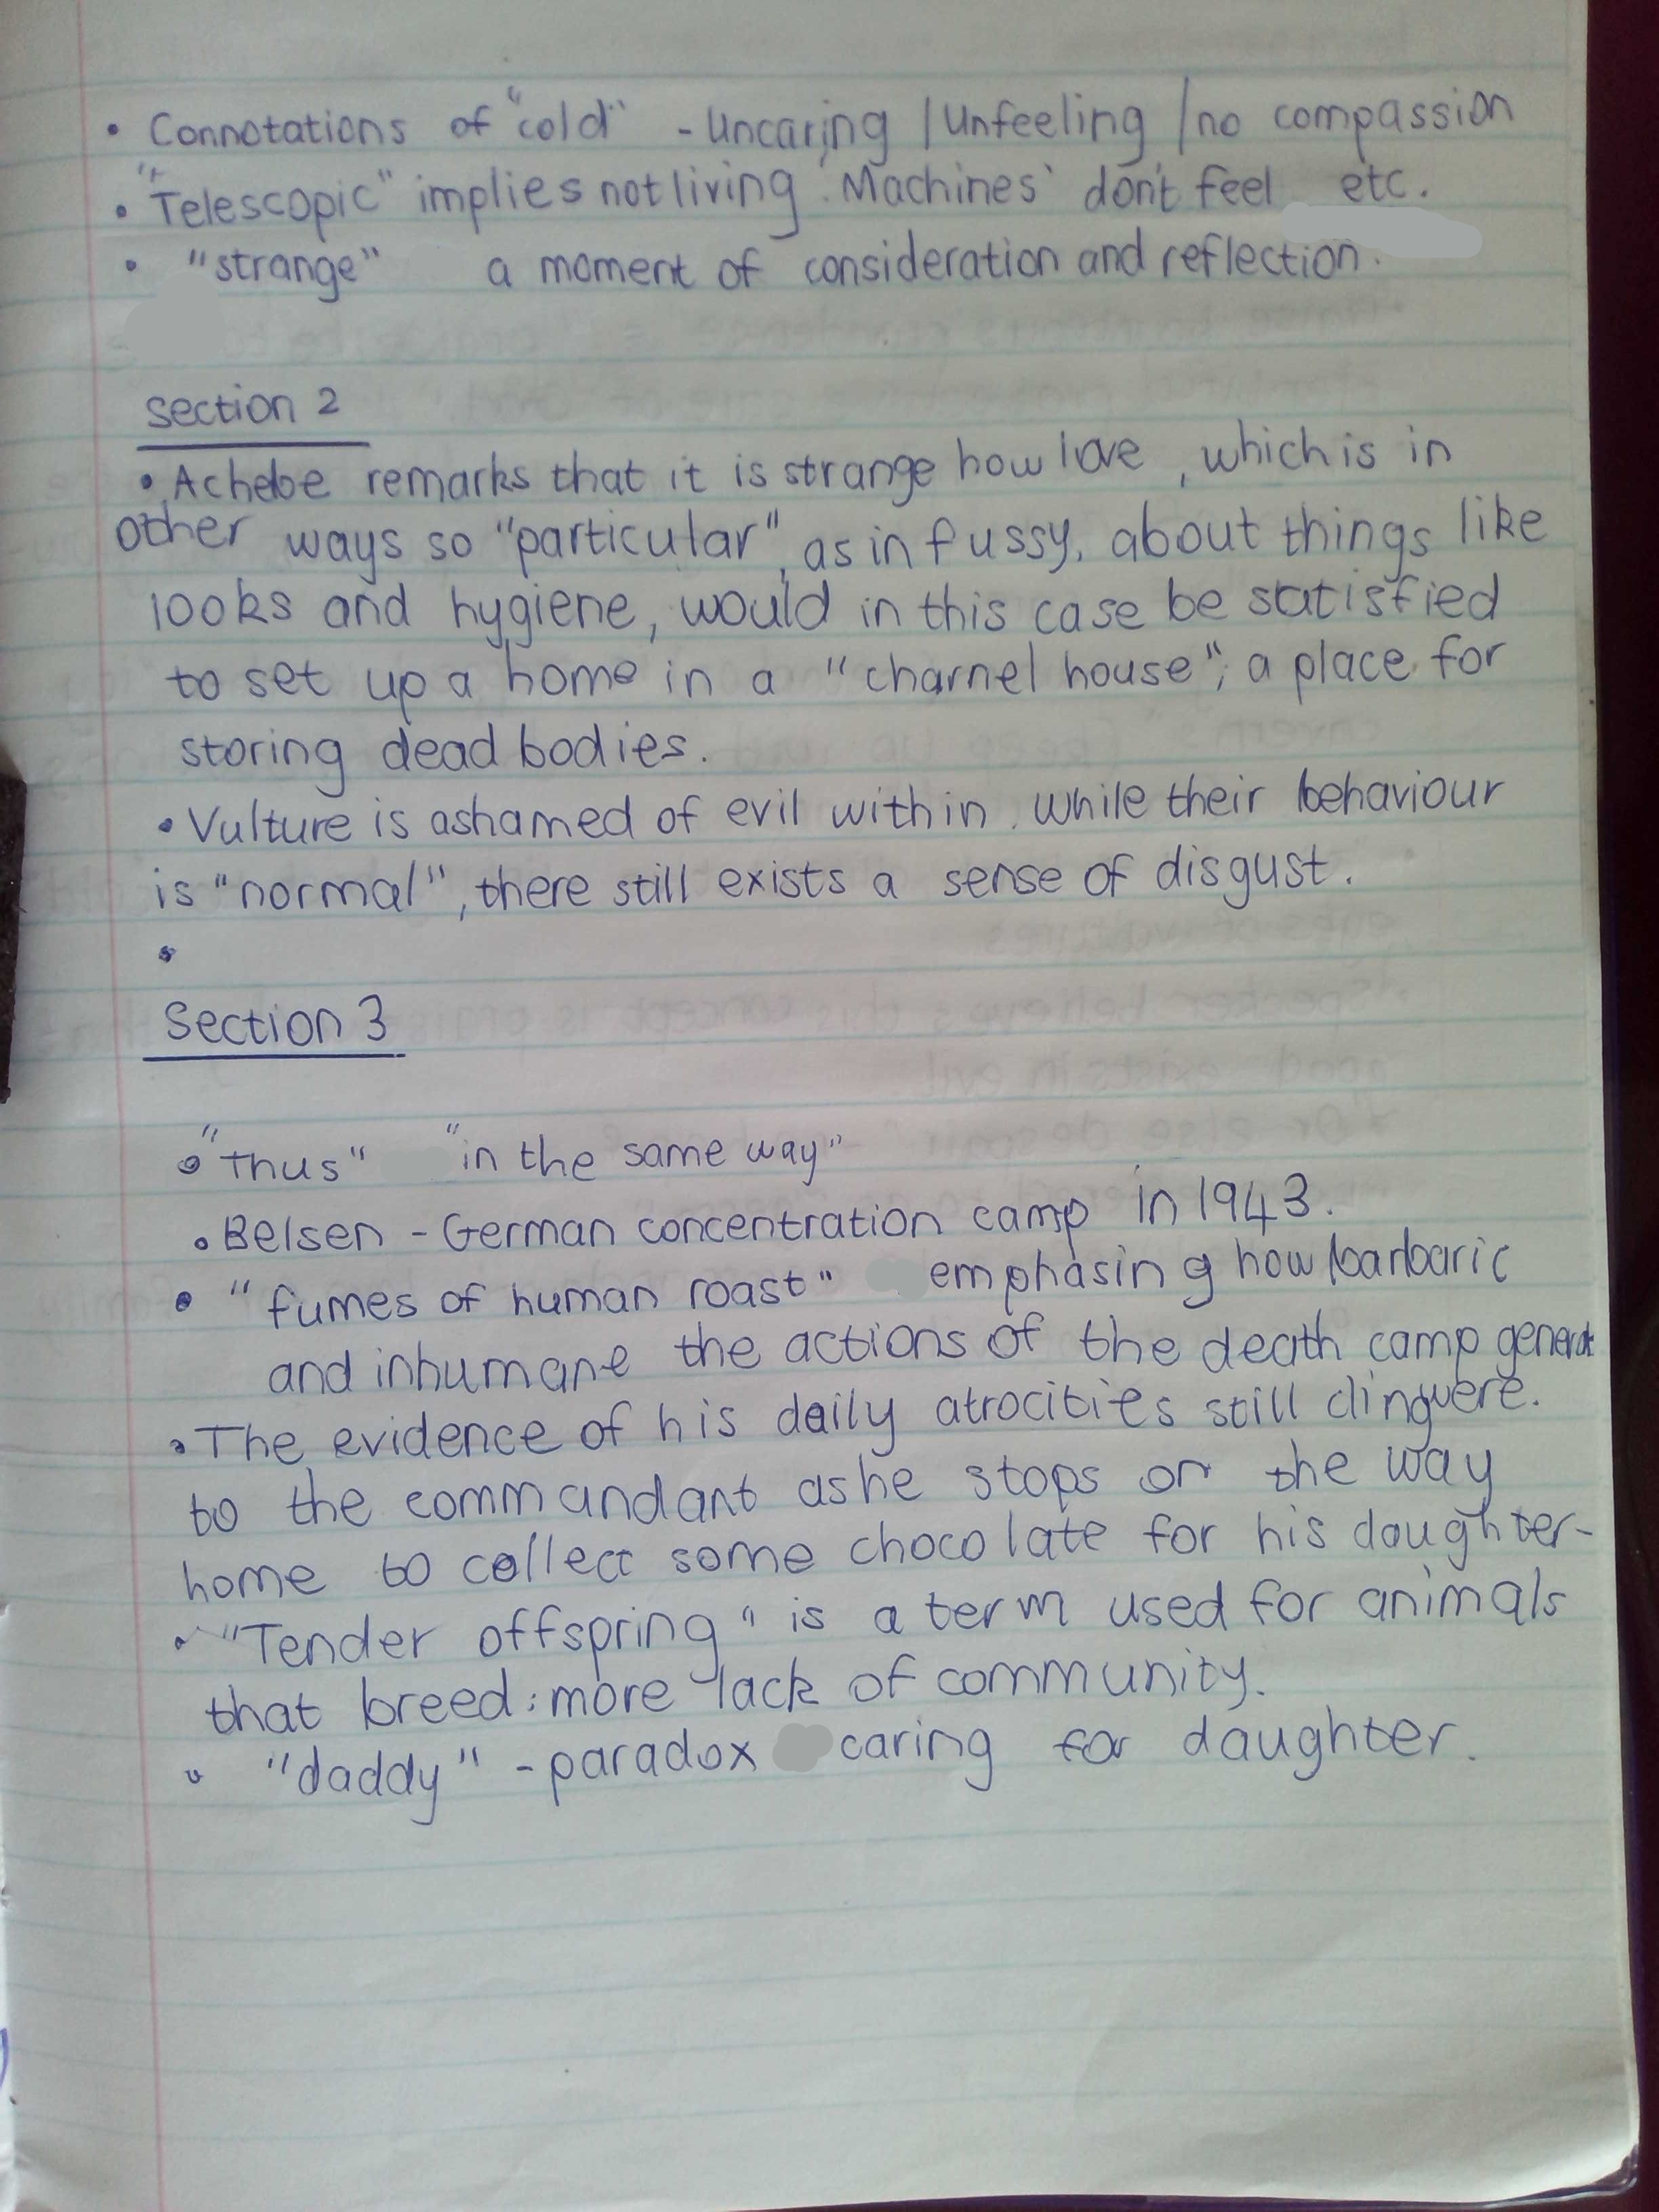 • Connotations of "cold" - Uncaring / Unfeeling / no compassion
• "Telescopic" implies not living. Machines don't feel etc.
• "strange" a moment of consideration and reflection.
section 2
• Achebe remarks that it is strange how love, which is in
other ways so "particular", as in fussy, about things like
looks and hygiene, would in this case be satisfied
to set up a home in a "charnel house", a place for
storing dead bodies.
• Vulture is ashamed of evil within. while their behaviour
is "normal", there still exists a sense of disgust.
•
Section 3
• "Thus" "in the same way"
• Belsen - German concentration camp in 1943.
• "fumes of human roast" emphasing how barbaric
and inhumane the actions of the death camp generat
were.
• The evidence of his daily atrocities still cling
to the commandant as he stops on the way
home to collect some chocolate for his daughter-
• "Tender offspring" is a term used for animals
that breed: more lack of community.
• "daddy" - paradox caring for daughter.